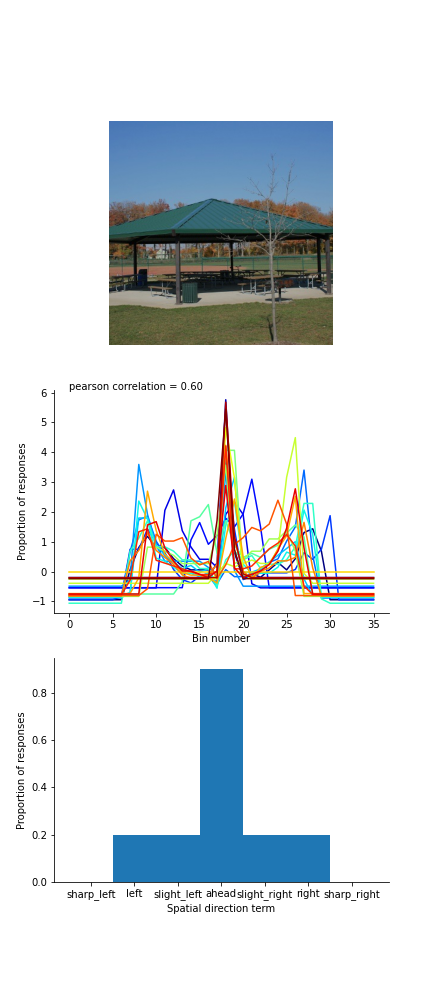 pearson correlation = 0.60
6
5
4
3
2
1
0
−1
Proportion of responses
0 5 10 15 20 25 30 35
Bin number
0.8
0.6
0.4
0.2
0.0
Proportion of responses
sharp_left left slight_left ahead slight_right right sharp_right
Spatial direction term